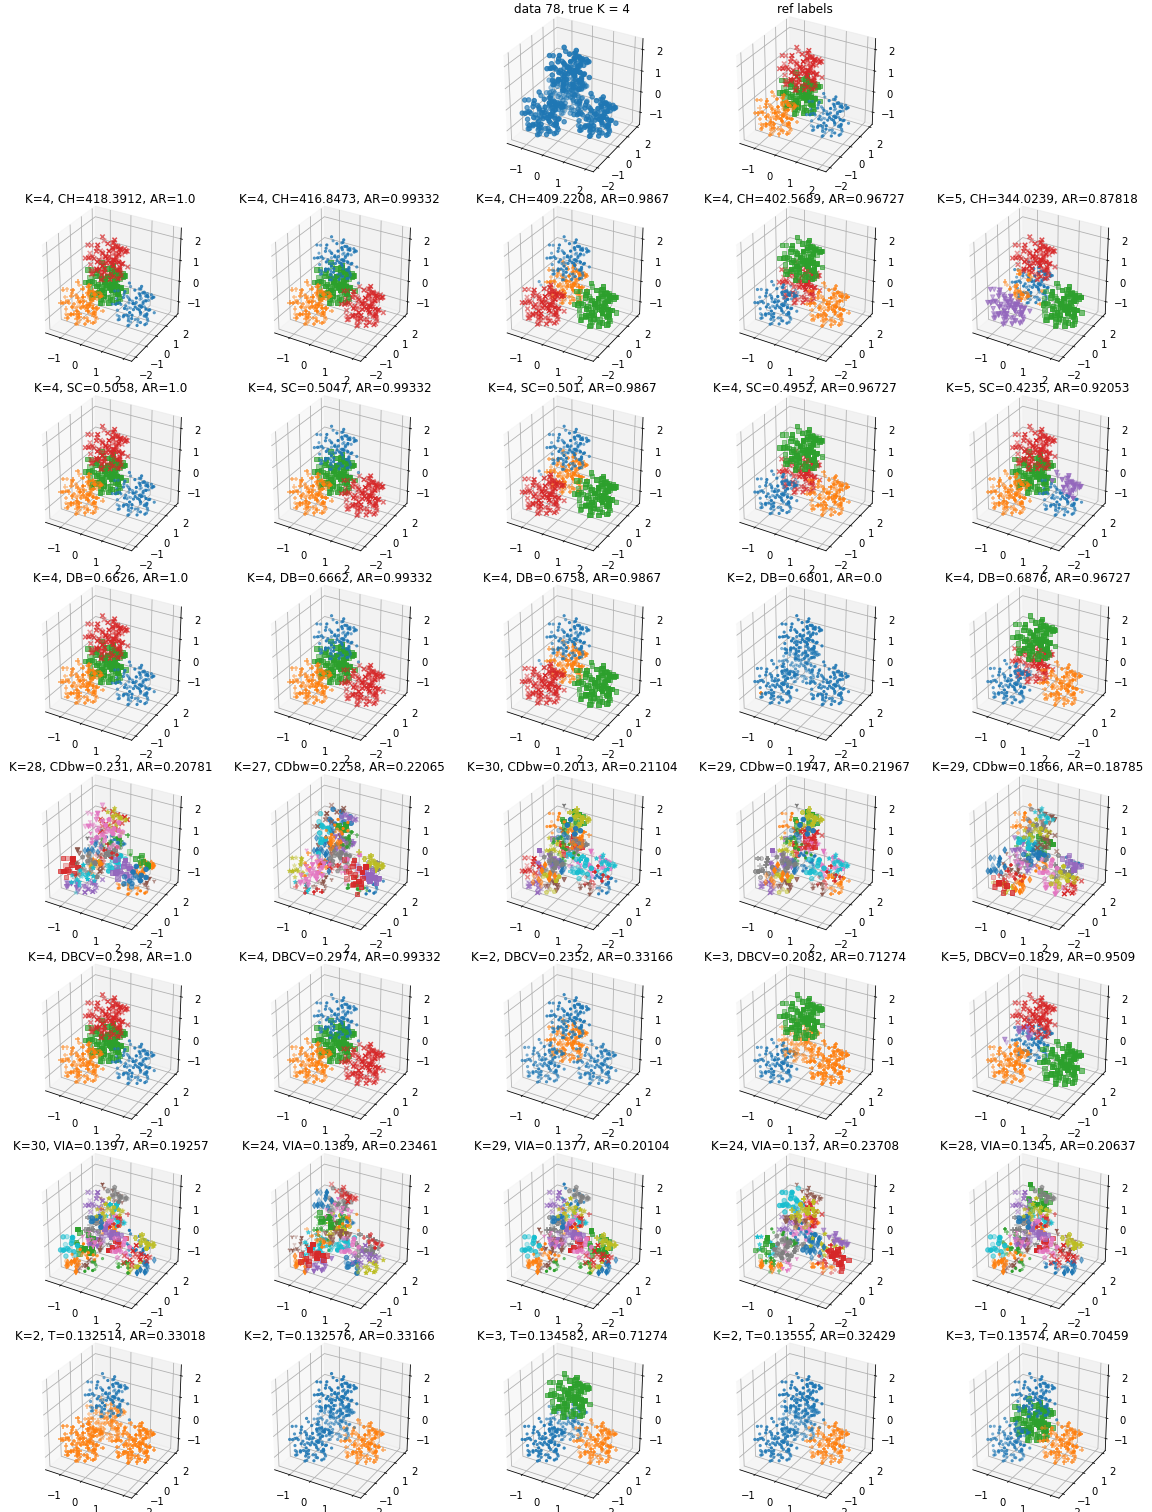 data 78, true K = 4
ref labels
K=4, CH=418.3912, AR=1.0
K=4, CH=416.8473, AR=0.99332
K=4, CH=409.2208, AR=0.9867
K=4, CH=402.5689, AR=0.96727
K=5, CH=344.0239, AR=0.87818
K=4, SC=0.5058, AR=1.0
K=4, SC=0.5047, AR=0.99332
K=4, SC=0.501, AR=0.9867
K=4, SC=0.4952, AR=0.96727
K=5, SC=0.4235, AR=0.92053
K=4, DB=0.6626, AR=1.0
K=4, DB=0.6662, AR=0.99332
K=4, DB=0.6758, AR=0.9867
K=2, DB=0.6801, AR=0.0
K=4, DB=0.6876, AR=0.96727
K=28, CDbw=0.231, AR=0.20781
K=27, CDbw=0.2258, AR=0.22065
K=30, CDbw=0.2013, AR=0.21104
K=29, CDbw=0.1947, AR=0.21967
K=29, CDbw=0.1866, AR=0.18785
K=4, DBCV=0.298, AR=1.0
K=4, DBCV=0.2974, AR=0.99332
K=2, DBCV=0.2352, AR=0.33166
K=3, DBCV=0.2082, AR=0.71274
K=5, DBCV=0.1829, AR=0.9509
K=30, VIA=0.1397, AR=0.19257
K=24, VIA=0.1389, AR=0.23461
K=29, VIA=0.1377, AR=0.20104
K=24, VIA=0.137, AR=0.23708
K=28, VIA=0.1345, AR=0.20637
K=2, T=0.132514, AR=0.33018
K=2, T=0.132576, AR=0.33166
K=3, T=0.134582, AR=0.71274
K=2, T=0.13555, AR=0.32429
K=3, T=0.13574, AR=0.70459